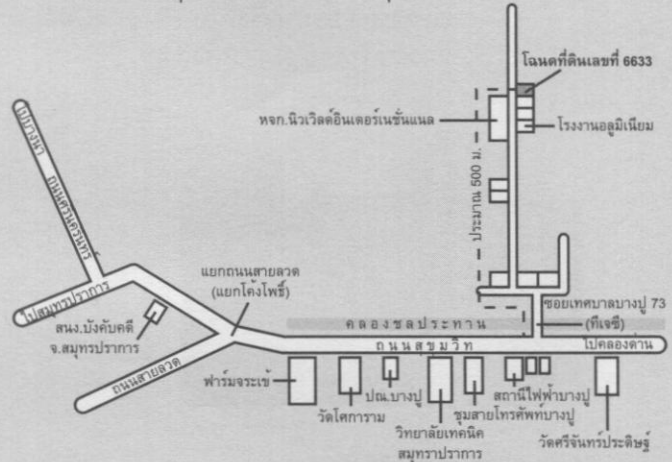 โฉนดที่ดินเลขที่ 6633
หจก.นิวเวิลด์อินเตอร์เนชั่นแนล
โรงงานอลูมิเนียม
ประมาณ 500 ม.
ไปบางนา
ถนนศรีนครินทร์
ไปสมุทรปราการ
แยกถนนสายลวด
(แยกโค้งโพธิ์)
สนง.บังคับคดี
จ.สมุทรปราการ
ถนนสายลวด
ซอยเทศบาลบางปู 73
(ทีเจซี)
คลองชลประทาน
ถนนสุขุมวิท
ไปคลองด่าน
ฟาร์มจระเข้
วัดโศการาม
ปณ.บางปู
วิทยาลัยเทคนิค
สมุทราปราการ
ชุมสายโทรศัพท์บางปู
สถานีไฟฟ้าบางปู
วัดศรีจันทร์ประดิษฐ์